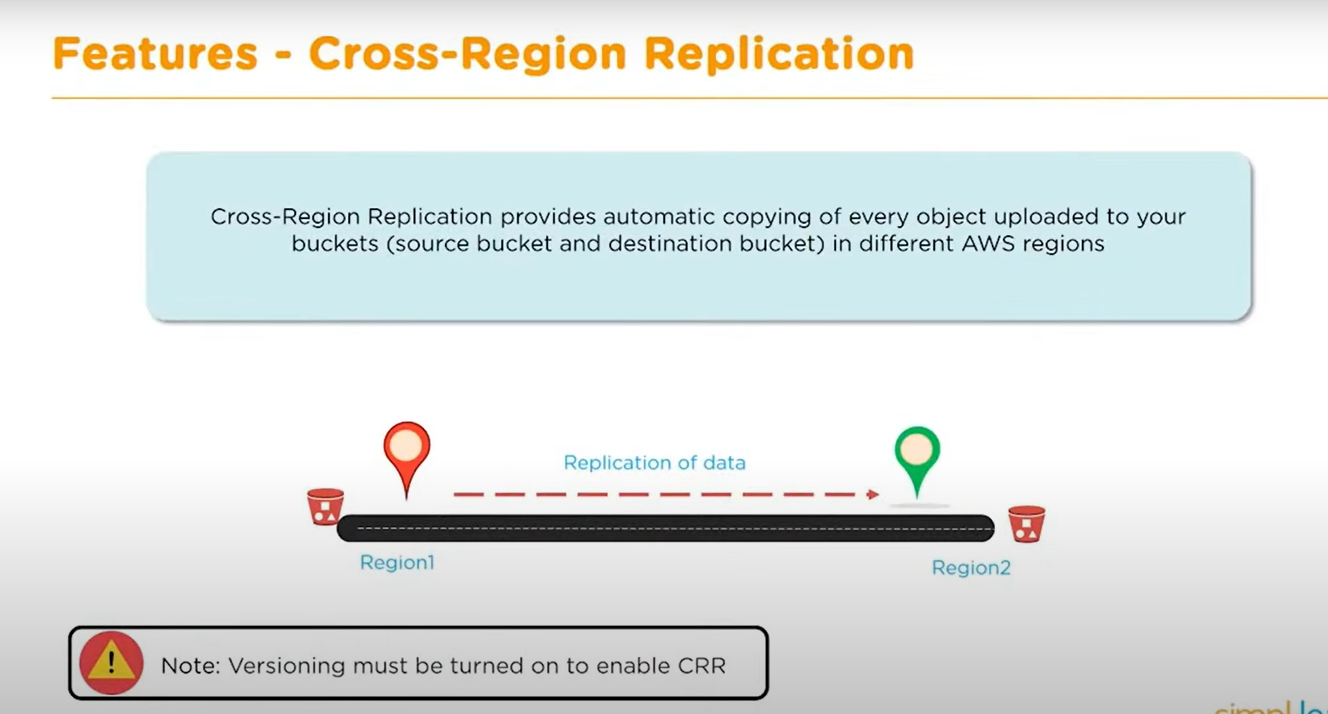 Features - Cross-Region Replication
Cross-Region Replication provides automatic copying of every object uploaded to your
buckets (source bucket and destination bucket) in different AWS regions
Replication of data
Region1
Region2
Note: Versioning must be turned on to enable CRR